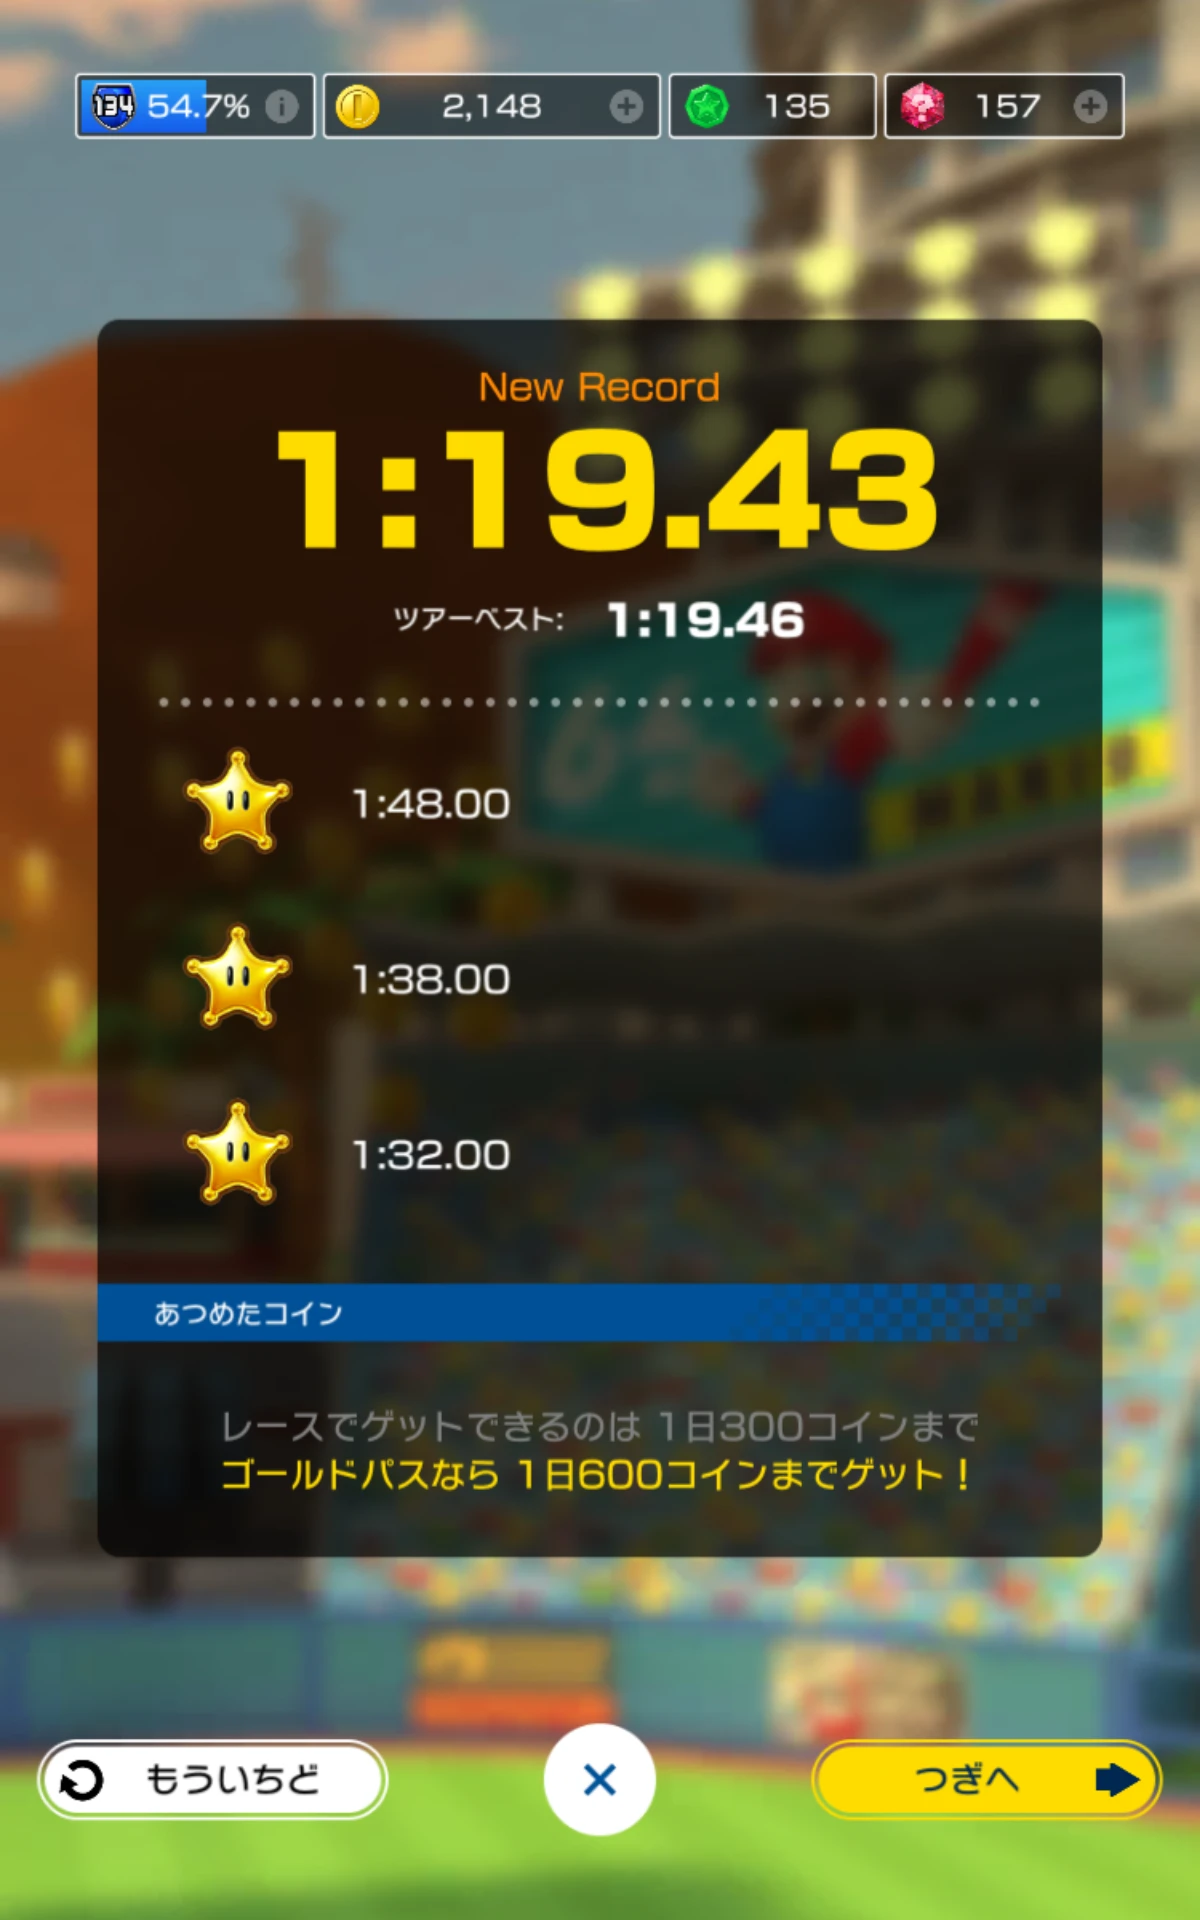 134 54.7% 2,148 135 157
New Record
1:19.43
ツアーベスト: 1:19.46
1:48.00
1:38.00
1:32.00
あつめたコイン
レースでゲットできるのは 1日300コインまで
ゴールドパスなら 1日600コインまでゲット！
もういちど × つぎへ